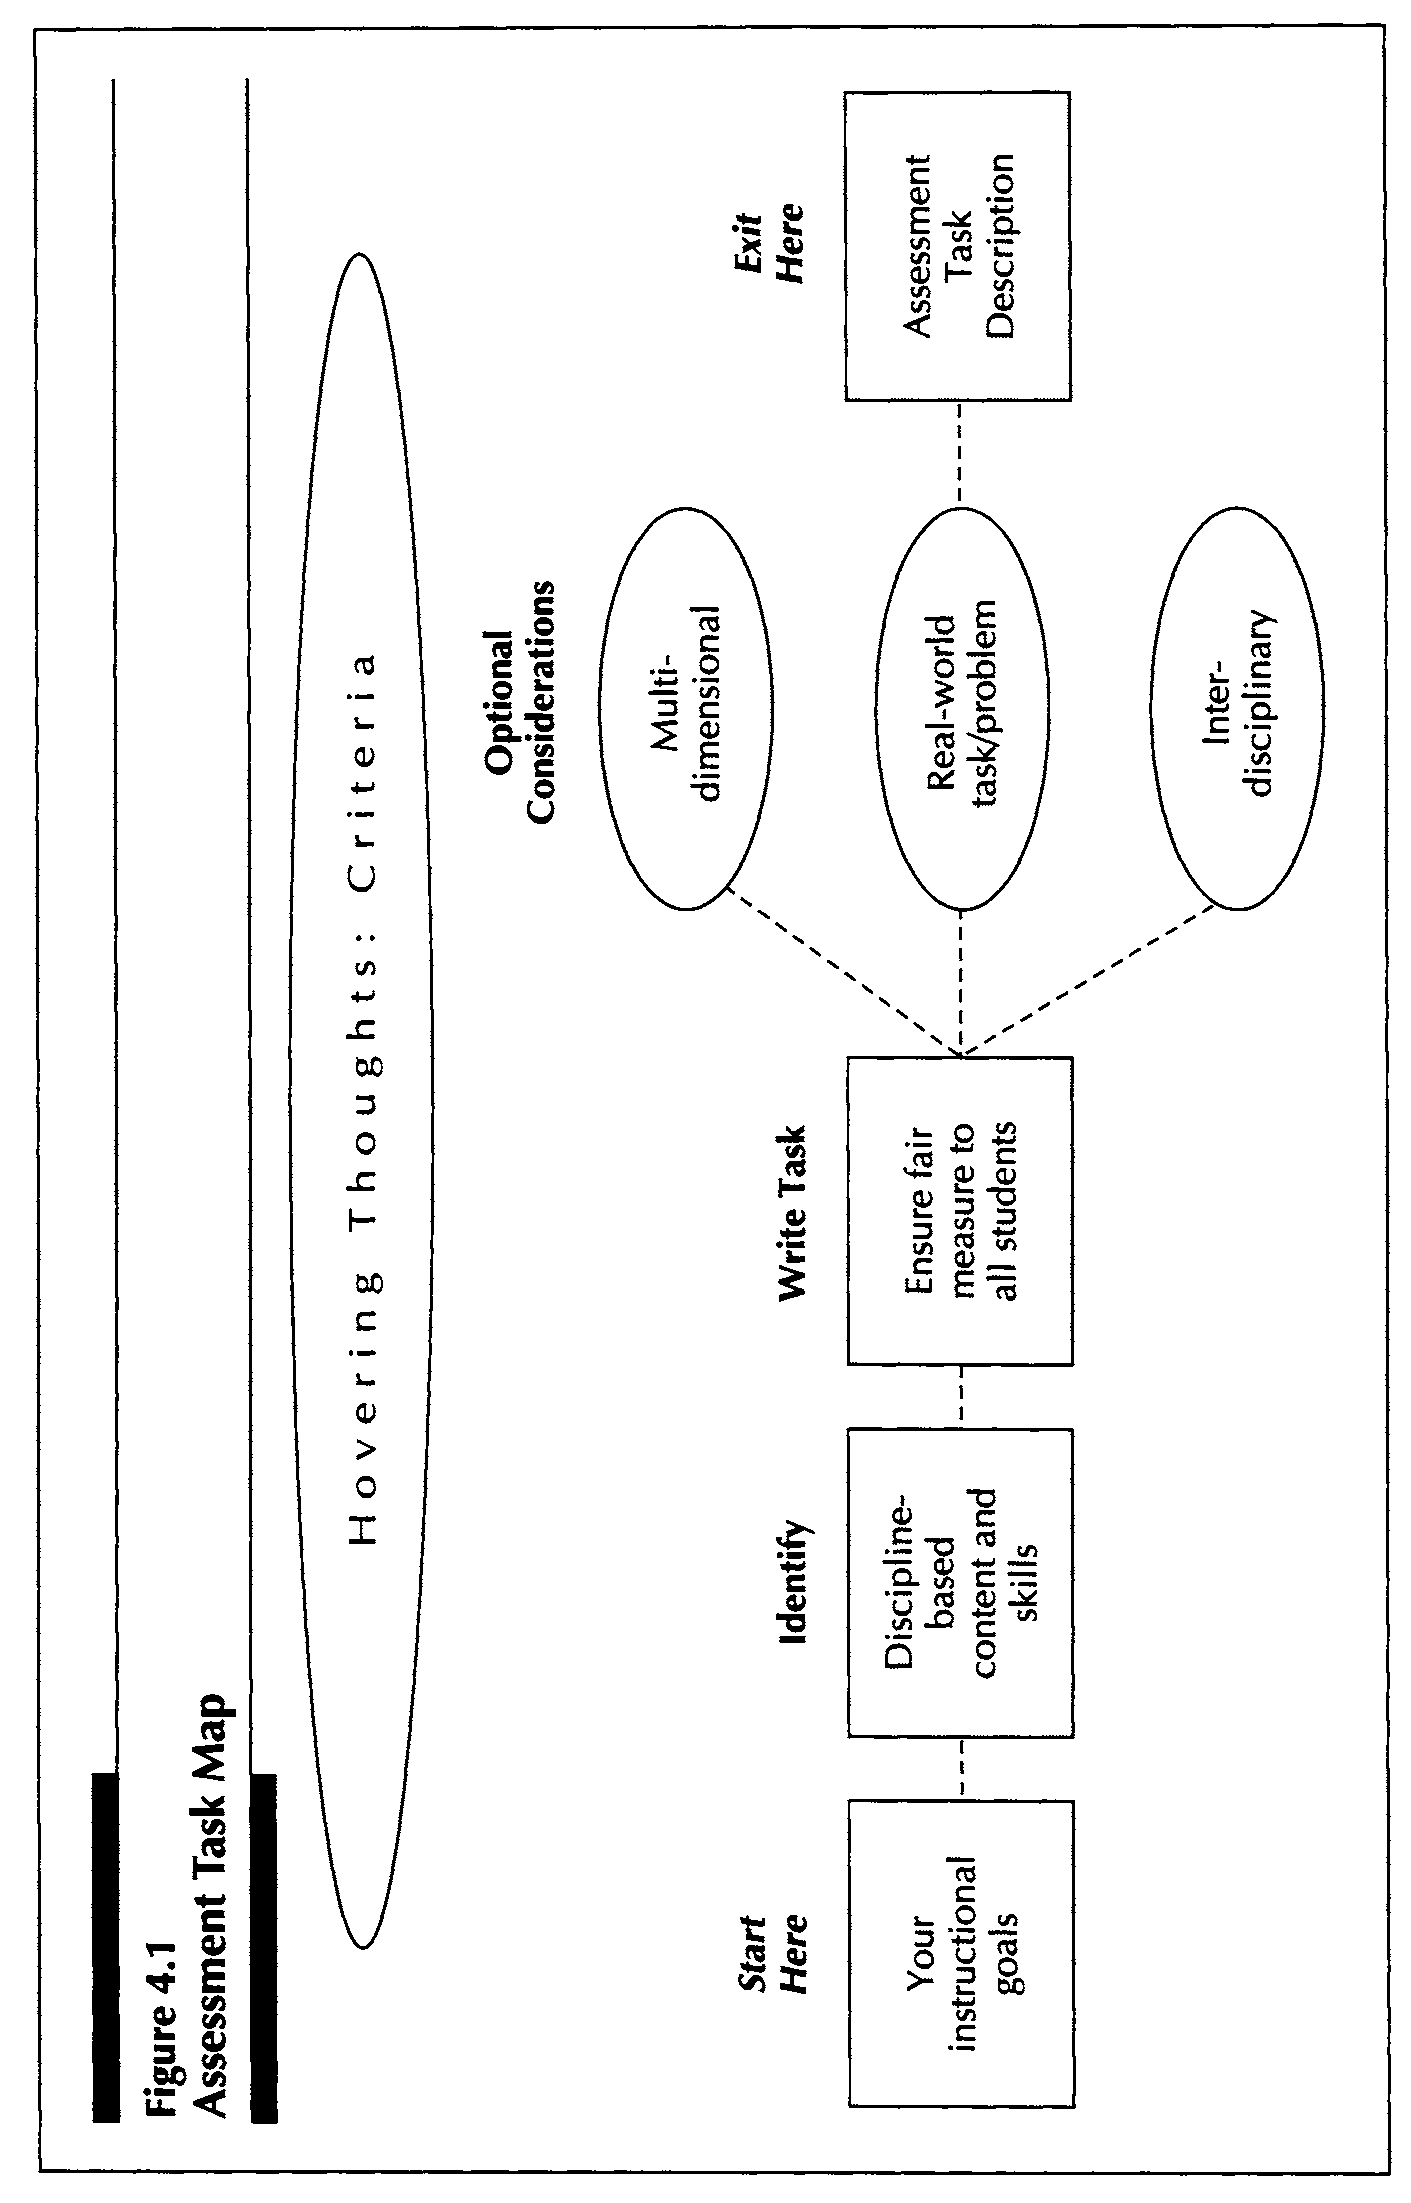 Figure 4.1
Assessment Task Map
Hovering Thoughts: Criteria
Start
Here
Your
instructional
goals
Identify
Discipline-
based
content and
skills
Write Task
Ensure fair
measure to
all students
Optional
Considerations
Multi-
dimensional
Real-world
task/problem
Inter-
disciplinary
Exit
Here
Assessment
Task
Description